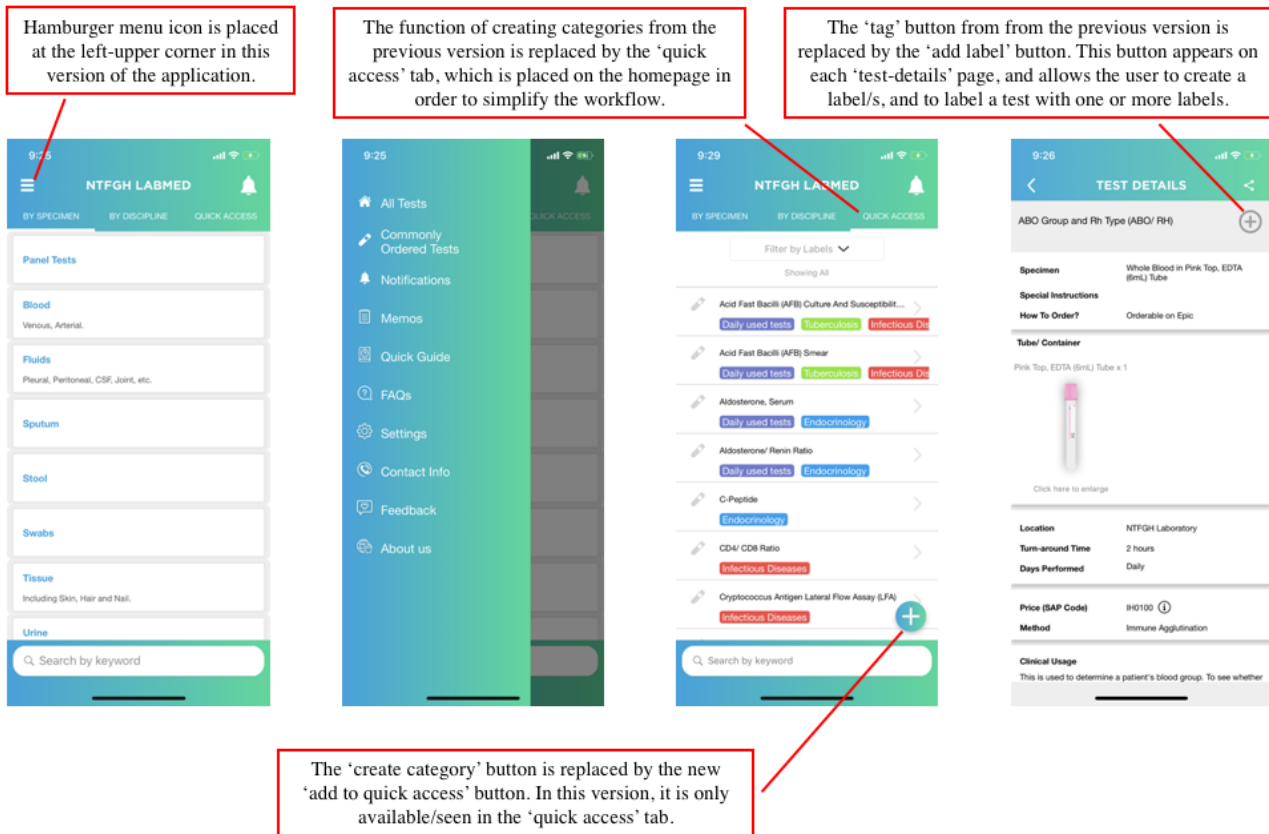 Hamburger menu icon is placed
at the left-upper corner in this
version of the application.
The function of creating categories from the
previous version is replaced by the ‘quick
access’ tab, which is placed on the homepage in
order to simplify the workflow.
The ‘tag’ button from from the previous version is
replaced by the ‘add label’ button. This button appears on
each ‘test-details’ page, and allows the user to create a
label/s, and to label a test with one or more labels.
9:25
NTFGH LABMED
BY SPECIMEN BY DISCIPLINE QUICK ACCESS
Panel Tests
Blood
Venous, Arterial.
Fluids
Pleural, Peritoneal, CSF, Joint, etc.
Sputum
Stool
Swabs
Tissue
Including Skin, Hair and Nail.
Urine
Search by keyword
9:25
QUICK ACCESS
All Tests
Commonly
Ordered Tests
Notifications
Memos
Quick Guide
FAQs
Settings
Contact Info
Feedback
About us
9:29
NTFGH LABMED
BY SPECIMEN BY DISCIPLINE QUICK ACCESS
Filter by Labels
Showing All
Acid Fast Bacilli (AFB) Culture And Susceptibilit....
Daily used tests Tuberculosis Infectious Dis
Acid Fast Bacilli (AFB) Smear
Daily used tests Tuberculosis Infectious Dis
Aldosterone, Serum
Daily used tests Endocrinology
Aldosterone/ Renin Ratio
Daily used tests Endocrinology
C-Peptide
Endocrinology
CD4/ CD8 Ratio
Infectious Diseases
Cryptococcus Antigen Lateral Flow Assay (LFA)
Infectious Diseases
Search by keyword
9:26
TEST DETAILS
ABO Group and Rh Type (ABO/ RH)
Specimen Whole Blood in Pink Top, EDTA
(6mL) Tube
Special Instructions
How To Order? Orderable on Epic
Tube/ Container
Pink Top, EDTA (6mL) Tube x 1
Click here to enlarge
Location NTFGH Laboratory
Turn-around Time 2 hours
Days Performed Daily
Price (SAP Code) IH0100
Method Immune Agglutination
Clinical Usage
This is used to determine a patient's blood group. To see whether
The ‘create category’ button is replaced by the new
‘add to quick access’ button. In this version, it is only
available/seen in the ‘quick access’ tab.